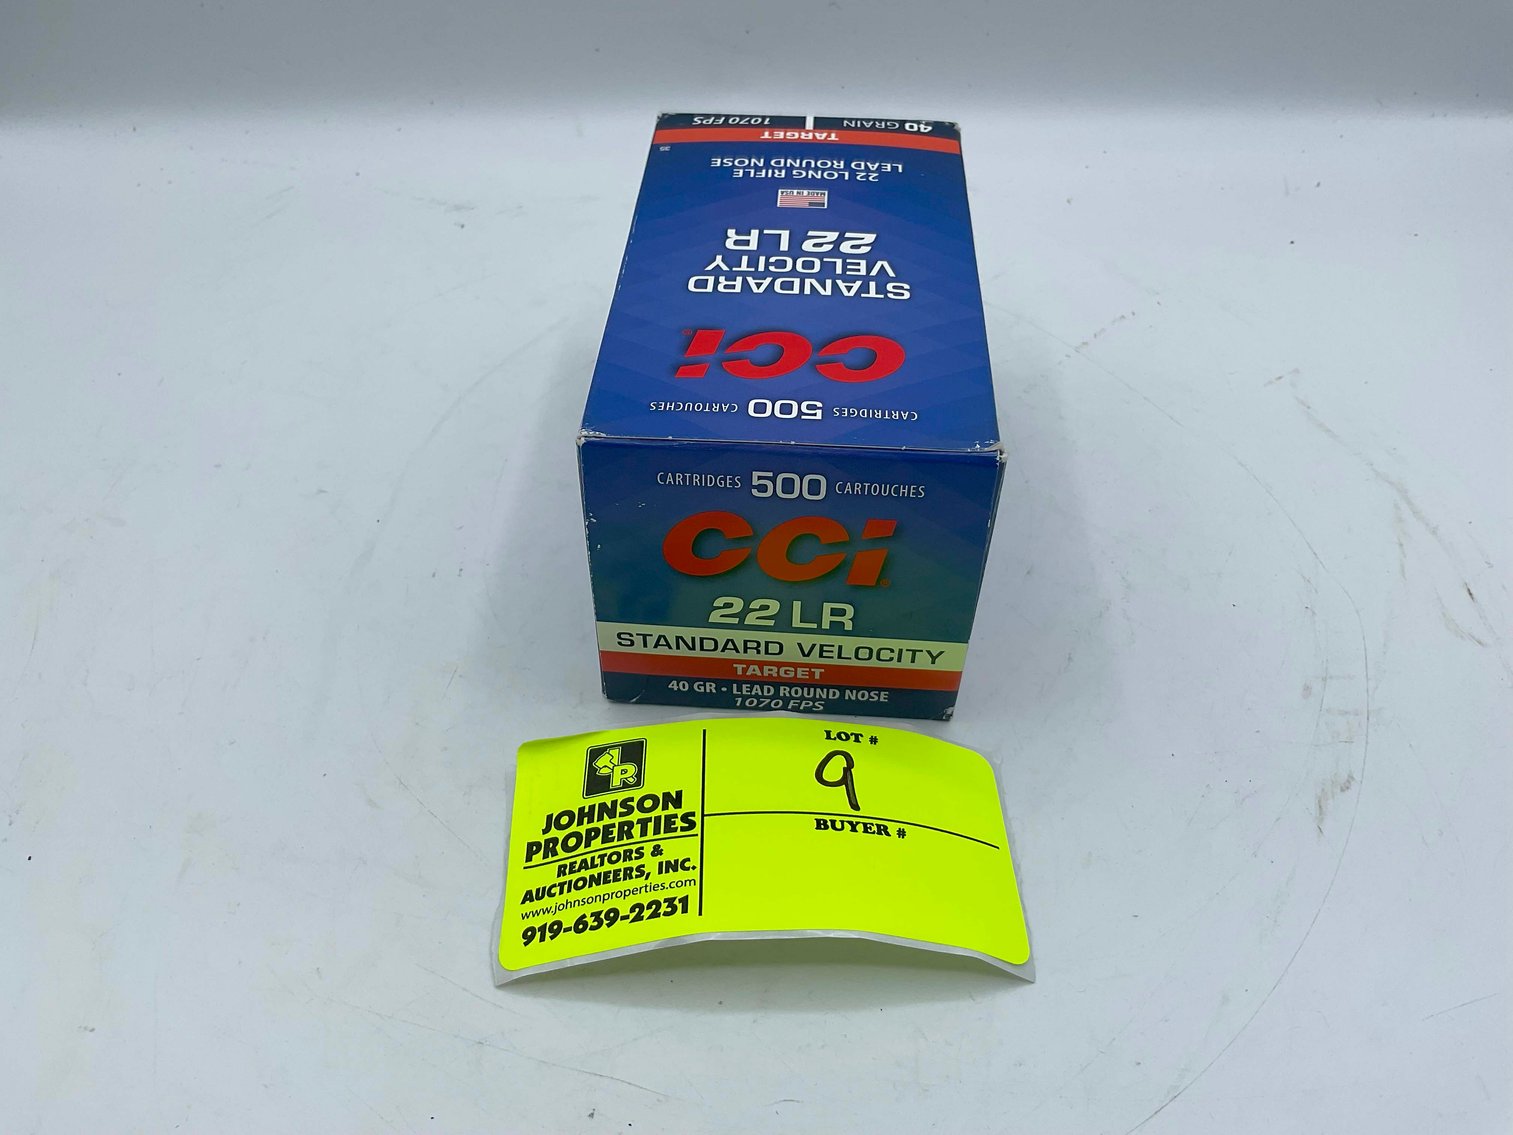 40 GRAIN
1070 FPS
TARGET
35
22 LONG RIFLE
LEAD ROUND NOSE
MADE IN USA
STANDARD
VELOCITY
22 LR
CCI®
CARTRIDGES 500 CARTOUCHES
CARTRIDGES 500 CARTOUCHES
CCI®
22 LR
STANDARD VELOCITY
TARGET
40 GR • LEAD ROUND NOSE
1070 FPS
JR
JOHNSON
PROPERTIES
REALTORS &
AUCTIONEERS, INC.
www.johnsonproperties.com
919-639-2231
LOT #
9
BUYER #